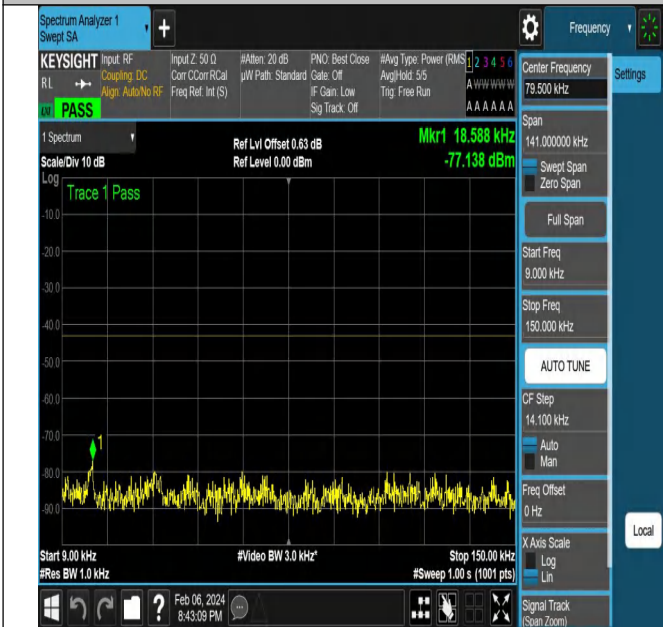 Spectrum Analyzer 1
Swept SA
+
Frequency
KEYSIGHT
RL
PASS
Input: RF
Coupling: DC
Align: Auto/No RF
Input Z: 50 Ω
Corr CCorr RCal
Freq Ref: Int (S)
#Atten: 20 dB
µW Path: Standard
PNO: Best Close
Gate: Off
IF Gain: Low
Sig Track: Off
#Avg Type: Power (RMS
Avg|Hold: 5/5
Trig: Free Run
1 2 3 4 5 6
A W W W W W
A A A A A A
1 Spectrum
Scale/Div 10 dB
Ref Lvl Offset 0.63 dB
Ref Level 0.00 dBm
Mkr1 18.588 kHz
-77.138 dBm
Log
Trace 1 Pass
-10.0
-20.0
-30.0
-40.0
-50.0
-60.0
-70.0
-80.0
-90.0
1
Start 9.00 kHz
#Res BW 1.0 kHz
#Video BW 3.0 kHz*
Stop 150.00 kHz
#Sweep 1.00 s (1001 pts)
?
Feb 06, 2024
8:43:09 PM
Center Frequency
79.500 kHz
Span
141.000000 kHz
Swept Span
Zero Span
Full Span
Start Freq
9.000 kHz
Stop Freq
150.000 kHz
AUTO TUNE
CF Step
14.100 kHz
Auto
Man
Freq Offset
0 Hz
X Axis Scale
Log
Lin
Signal Track
(Span Zoom)
Settings
Local